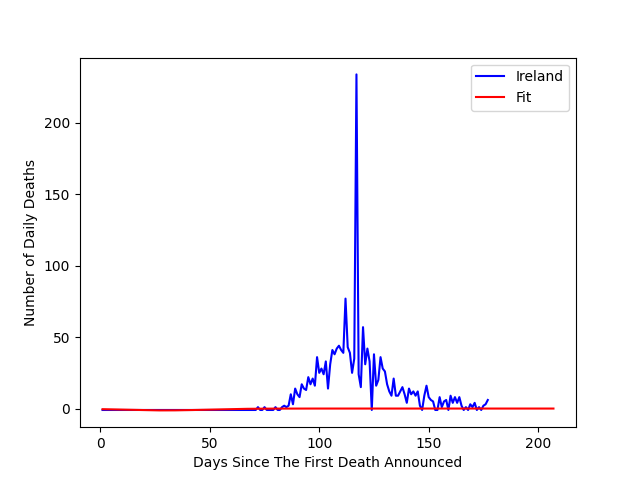 Ireland
Fit
200
150
100
50
0
Number of Daily Deaths
0 50 100 150 200
Days Since The First Death Announced